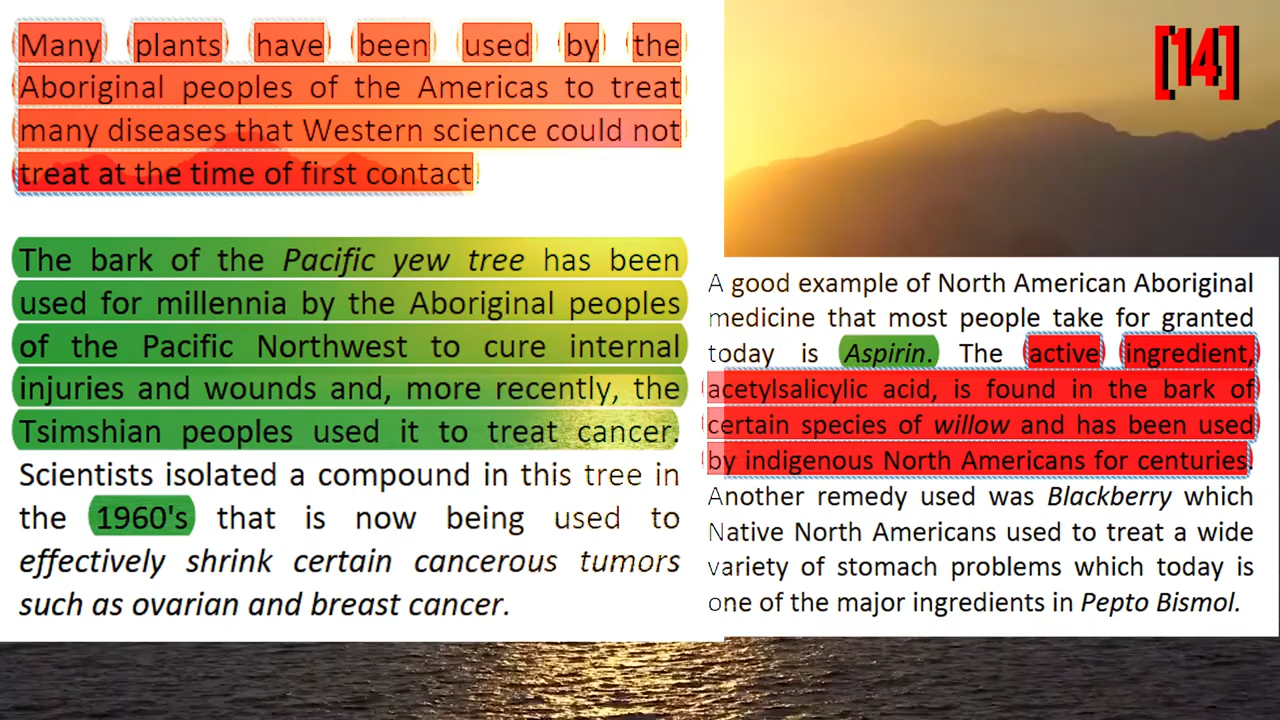 Many plants have been used by the
Aboriginal peoples of the Americas to treat
many diseases that Western science could not
treat at the time of first contact.
The bark of the Pacific yew tree has been
used for millennia by the Aboriginal peoples
of the Pacific Northwest to cure internal
injuries and wounds and, more recently, the
Tsimshian peoples used it to treat cancer.
Scientists isolated a compound in this tree in
the 1960's that is now being used to
effectively shrink certain cancerous tumors
such as ovarian and breast cancer.
[14]
A good example of North American Aboriginal
medicine that most people take for granted
today is Aspirin. The active ingredient,
acetylsalicylic acid, is found in the bark of
certain species of willow and has been used
by indigenous North Americans for centuries.
Another remedy used was Blackberry which
Native North Americans used to treat a wide
variety of stomach problems which today is
one of the major ingredients in Pepto Bismol.